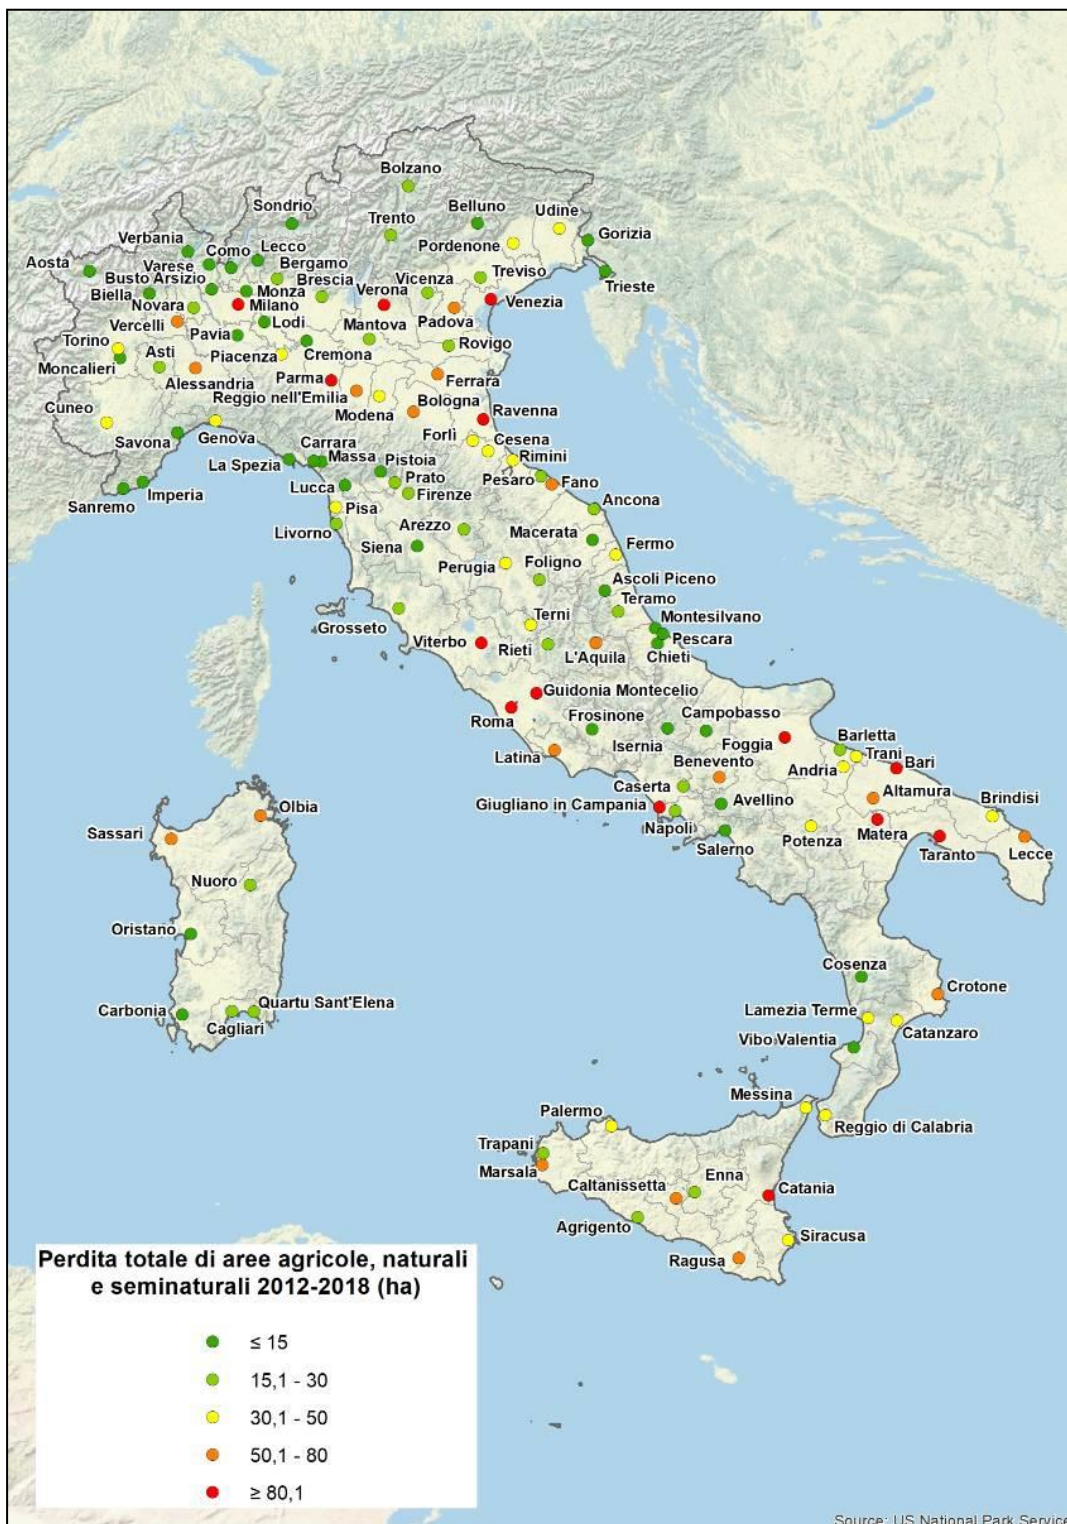 Bolzano
Sondrio
Belluno
Udine
Trento
Verbania
Pordenone
Gorizia
Como
Lecco
Aosta
Varese
Bergamo
Treviso
Busto Arsizio
Brescia
Vicenza
Trieste
Biella
Monza
Verona
Novara
Milano
Venezia
Vercelli
Lodi
Mantova
Padova
Torino
Pavia
Asti
Piacenza
Cremona
Rovigo
Moncalieri
Alessandria
Parma
Ferrara
Reggio nell'Emilia
Bologna
Cuneo
Modena
Ravenna
Savona
Genova
Forlì
Cesena
Carrara
La Spezia
Massa
Pistoia
Rimini
Prato
Pesaro
Fano
Sanremo
Imperia
Lucca
Firenze
Pisa
Ancona
Livorno
Arezzo
Macerata
Siena
Fermo
Perugia
Foligno
Ascoli Piceno
Teramo
Grosseto
Terni
Montesilvano
Viterbo
Rieti
L'Aquila
Pescara
Chieti
Guidonia Montecelio
Roma
Frosinone
Campobasso
Isernia
Foggia
Barletta
Latina
Trani
Benevento
Andria
Bari
Caserta
Altamura
Giugliano in Campania
Avellino
Brindisi
Napoli
Matera
Salerno
Potenza
Taranto
Lecce
Olbia
Sassari
Nuoro
Oristano
Cosenza
Crotone
Carbonia
Quartu Sant'Elena
Cagliari
Lamezia Terme
Catanzaro
Vibo Valentia
Messina
Palermo
Reggio di Calabria
Trapani
Marsala
Enna
Caltanissetta
Catania
Agrigento
Siracusa
Ragusa
Perdita totale di aree agricole, naturali
e seminaturali 2012-2018 (ha)
≤ 15
15,1 - 30
30,1 - 50
50,1 - 80
≥ 80,1
Source: US National Park Service